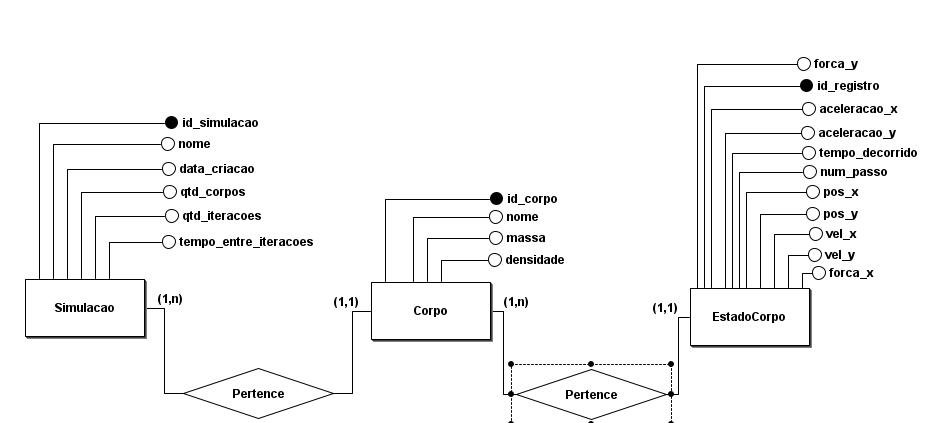 forca_y
id_registro
aceleracao_x
aceleracao_y
tempo_decorrido
num_passo
pos_x
pos_y
vel_x
vel_y
forca_x
id_simulacao
nome
data_criacao
qtd_corpos
qtd_iteracoes
tempo_entre_iteracoes
id_corpo
nome
massa
densidade
Simulacao
(1,n)
(1,1)
Corpo
(1,n)
(1,1)
EstadoCorpo
Pertence
Pertence